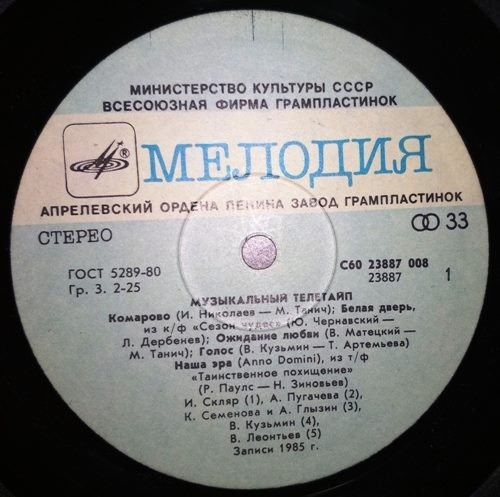 МИНИСТЕРСТВО КУЛЬТУРЫ СССР
ВСЕСОЮЗНАЯ ФИРМА ГРАМПЛАСТИНОК
МЕЛОДИЯ
АПРЕЛЕВСКИЙ ОРДЕНА ЛЕНИНА ЗАВОД ГРАМПЛАСТИНОК
СТЕРЕО
33
ГОСТ 5289-80
С60 23887 008
Гр. 3. 2-25
23887
1
МУЗЫКАЛЬНЫЙ ТЕЛЕТАЙП
Комарово (И. Николаев — М. Танич); Белая дверь,
из к/ф «Сезон чудес» (Ю. Чернавский —
Л. Дербенев); Ожидание любви (В. Матецкий —
М. Танич); Голос (В. Кузьмин — Т. Артемьева)
Наша эра (Anno Domini), из т/ф
«Таинственное похищение»
(Р. Паулс — Н. Зиновьев)
И. Скляр (1), А. Пугачева (2),
К. Семенова и А. Глызин (3),
В. Кузьмин (4),
В. Леонтьев (5)
Записи 1985 г.